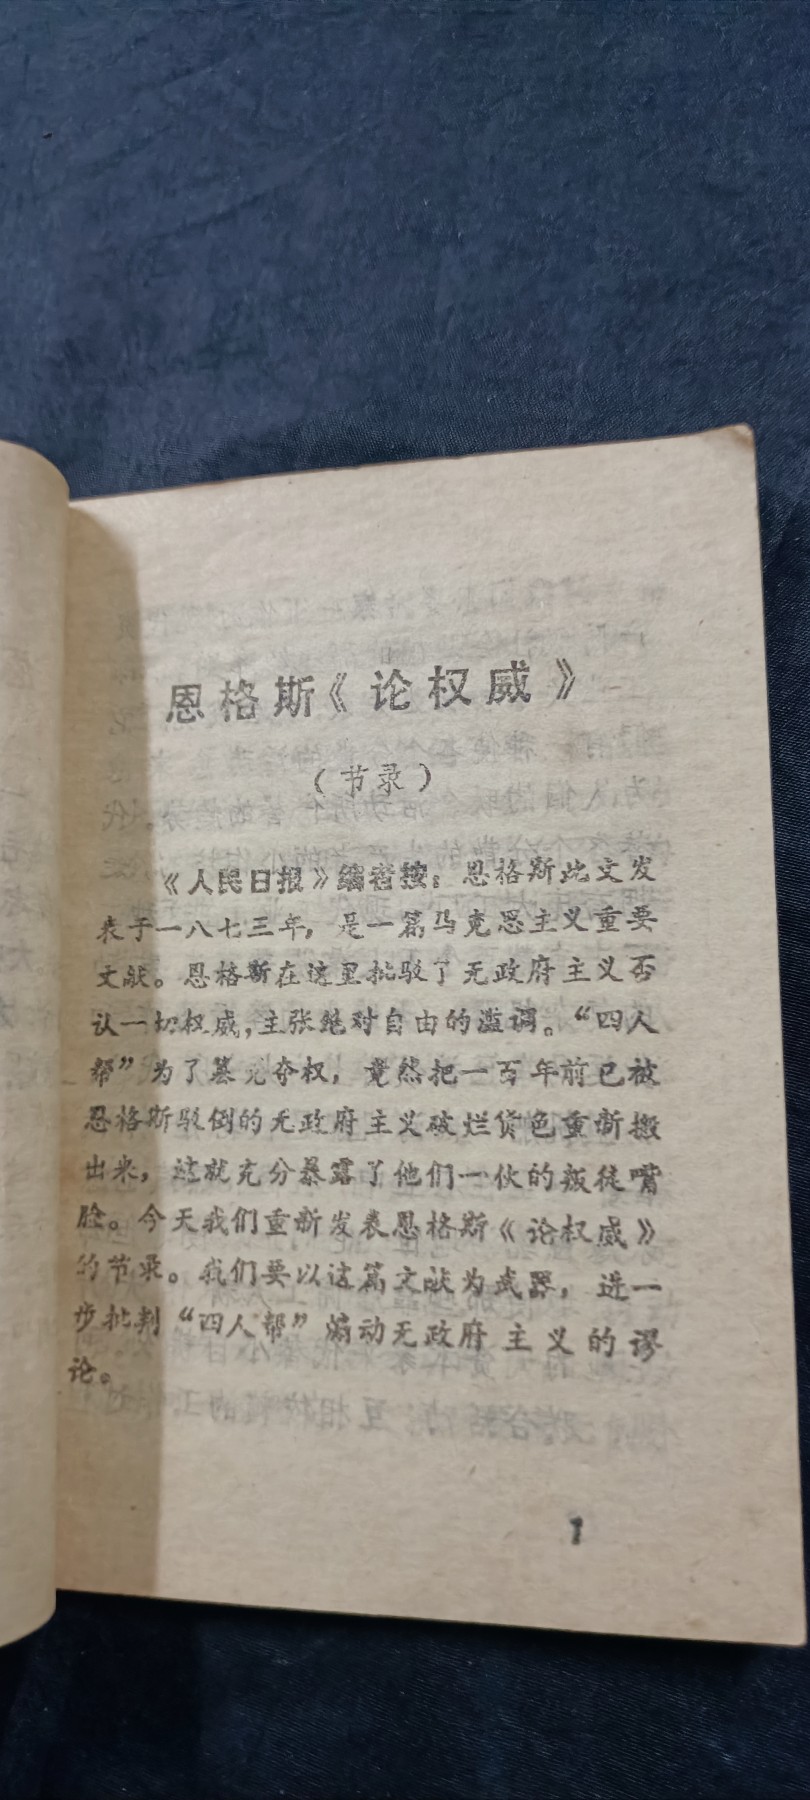 恩格斯《论权威》
（节录）
《人民日报》编者按：恩格斯此文发
表于一八七三年，是一篇马克思主义重要
文献。恩格斯在这里批驳了无政府主义否
认一切权威，主张绝对自由的滥调。“四人
帮”为了篡党夺权，竟然把一百年前已被
恩格斯驳倒的无政府主义破烂货色重新搬
出来，这就充分暴露了他们一伙的叛徒嘴
脸。今天我们重新发表恩格斯《论权威》
的节录。我们要以这篇文献为武器，进一
步批判“四人帮”煽动无政府主义的谬
论。
1